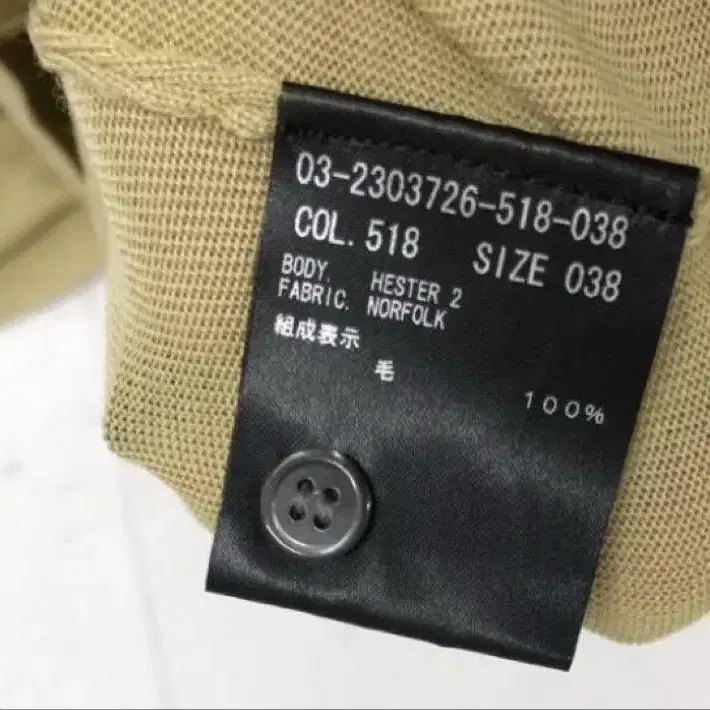 03-2303726-518-038
COL. 518 SIZE 038
BODY. HESTER 2
FABRIC. NORFOLK
組成表示
毛
100%